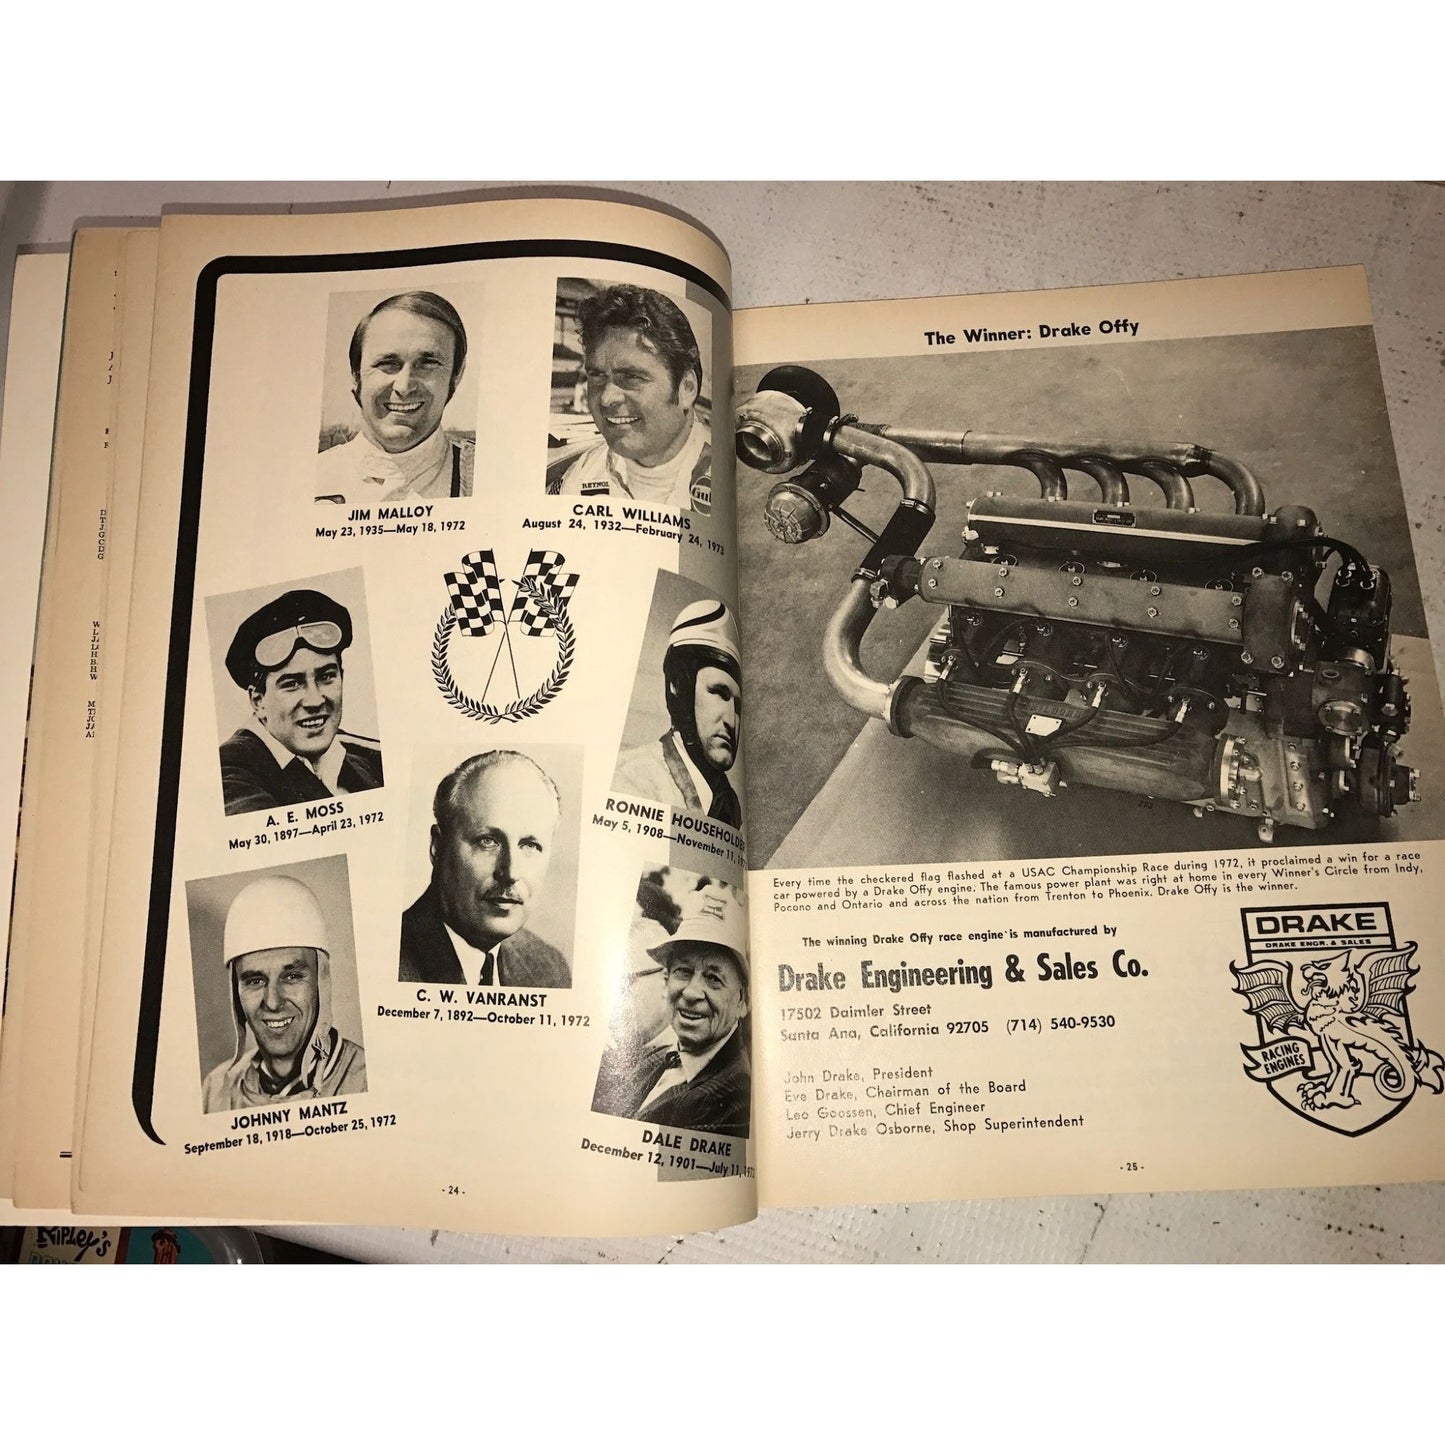 JIM MALLOY
May 23, 1935—May 18, 1972
CARL WILLIAMS
August 24, 1932—February 24, 1973
REYNOL
Gul
A. E. MOSS
May 30, 1897—April 23, 1972
RONNIE HOUSEHOLDER
May 5, 1908—November 11, 1972
C. W. VANRANST
December 7, 1892—October 11, 1972
JOHNNY MANTZ
September 18, 1918—October 25, 1972
DALE DRAKE
December 12, 1901—July 11, 1972
- 24 -
The Winner: Drake Offy
Every time the checkered flag flashed at a USAC Championship Race during 1972, it proclaimed a win for a race
car powered by a Drake Offy engine. The famous power plant was right at home in every Winner's Circle from Indy,
Pocono and Ontario and across the nation from Trenton to Phoenix. Drake Offy is the winner.
The winning Drake Offy race engine is manufactured by
Drake Engineering & Sales Co.
17502 Daimler Street
Santa Ana, California 92705 (714) 540-9530
John Drake, President
Eve Drake, Chairman of the Board
Leo Goossen, Chief Engineer
Jerry Drake Osborne, Shop Superintendent
DRAKE
DRAKE ENGR. & SALES
RACING
ENGINES
- 25 -
Ripley's